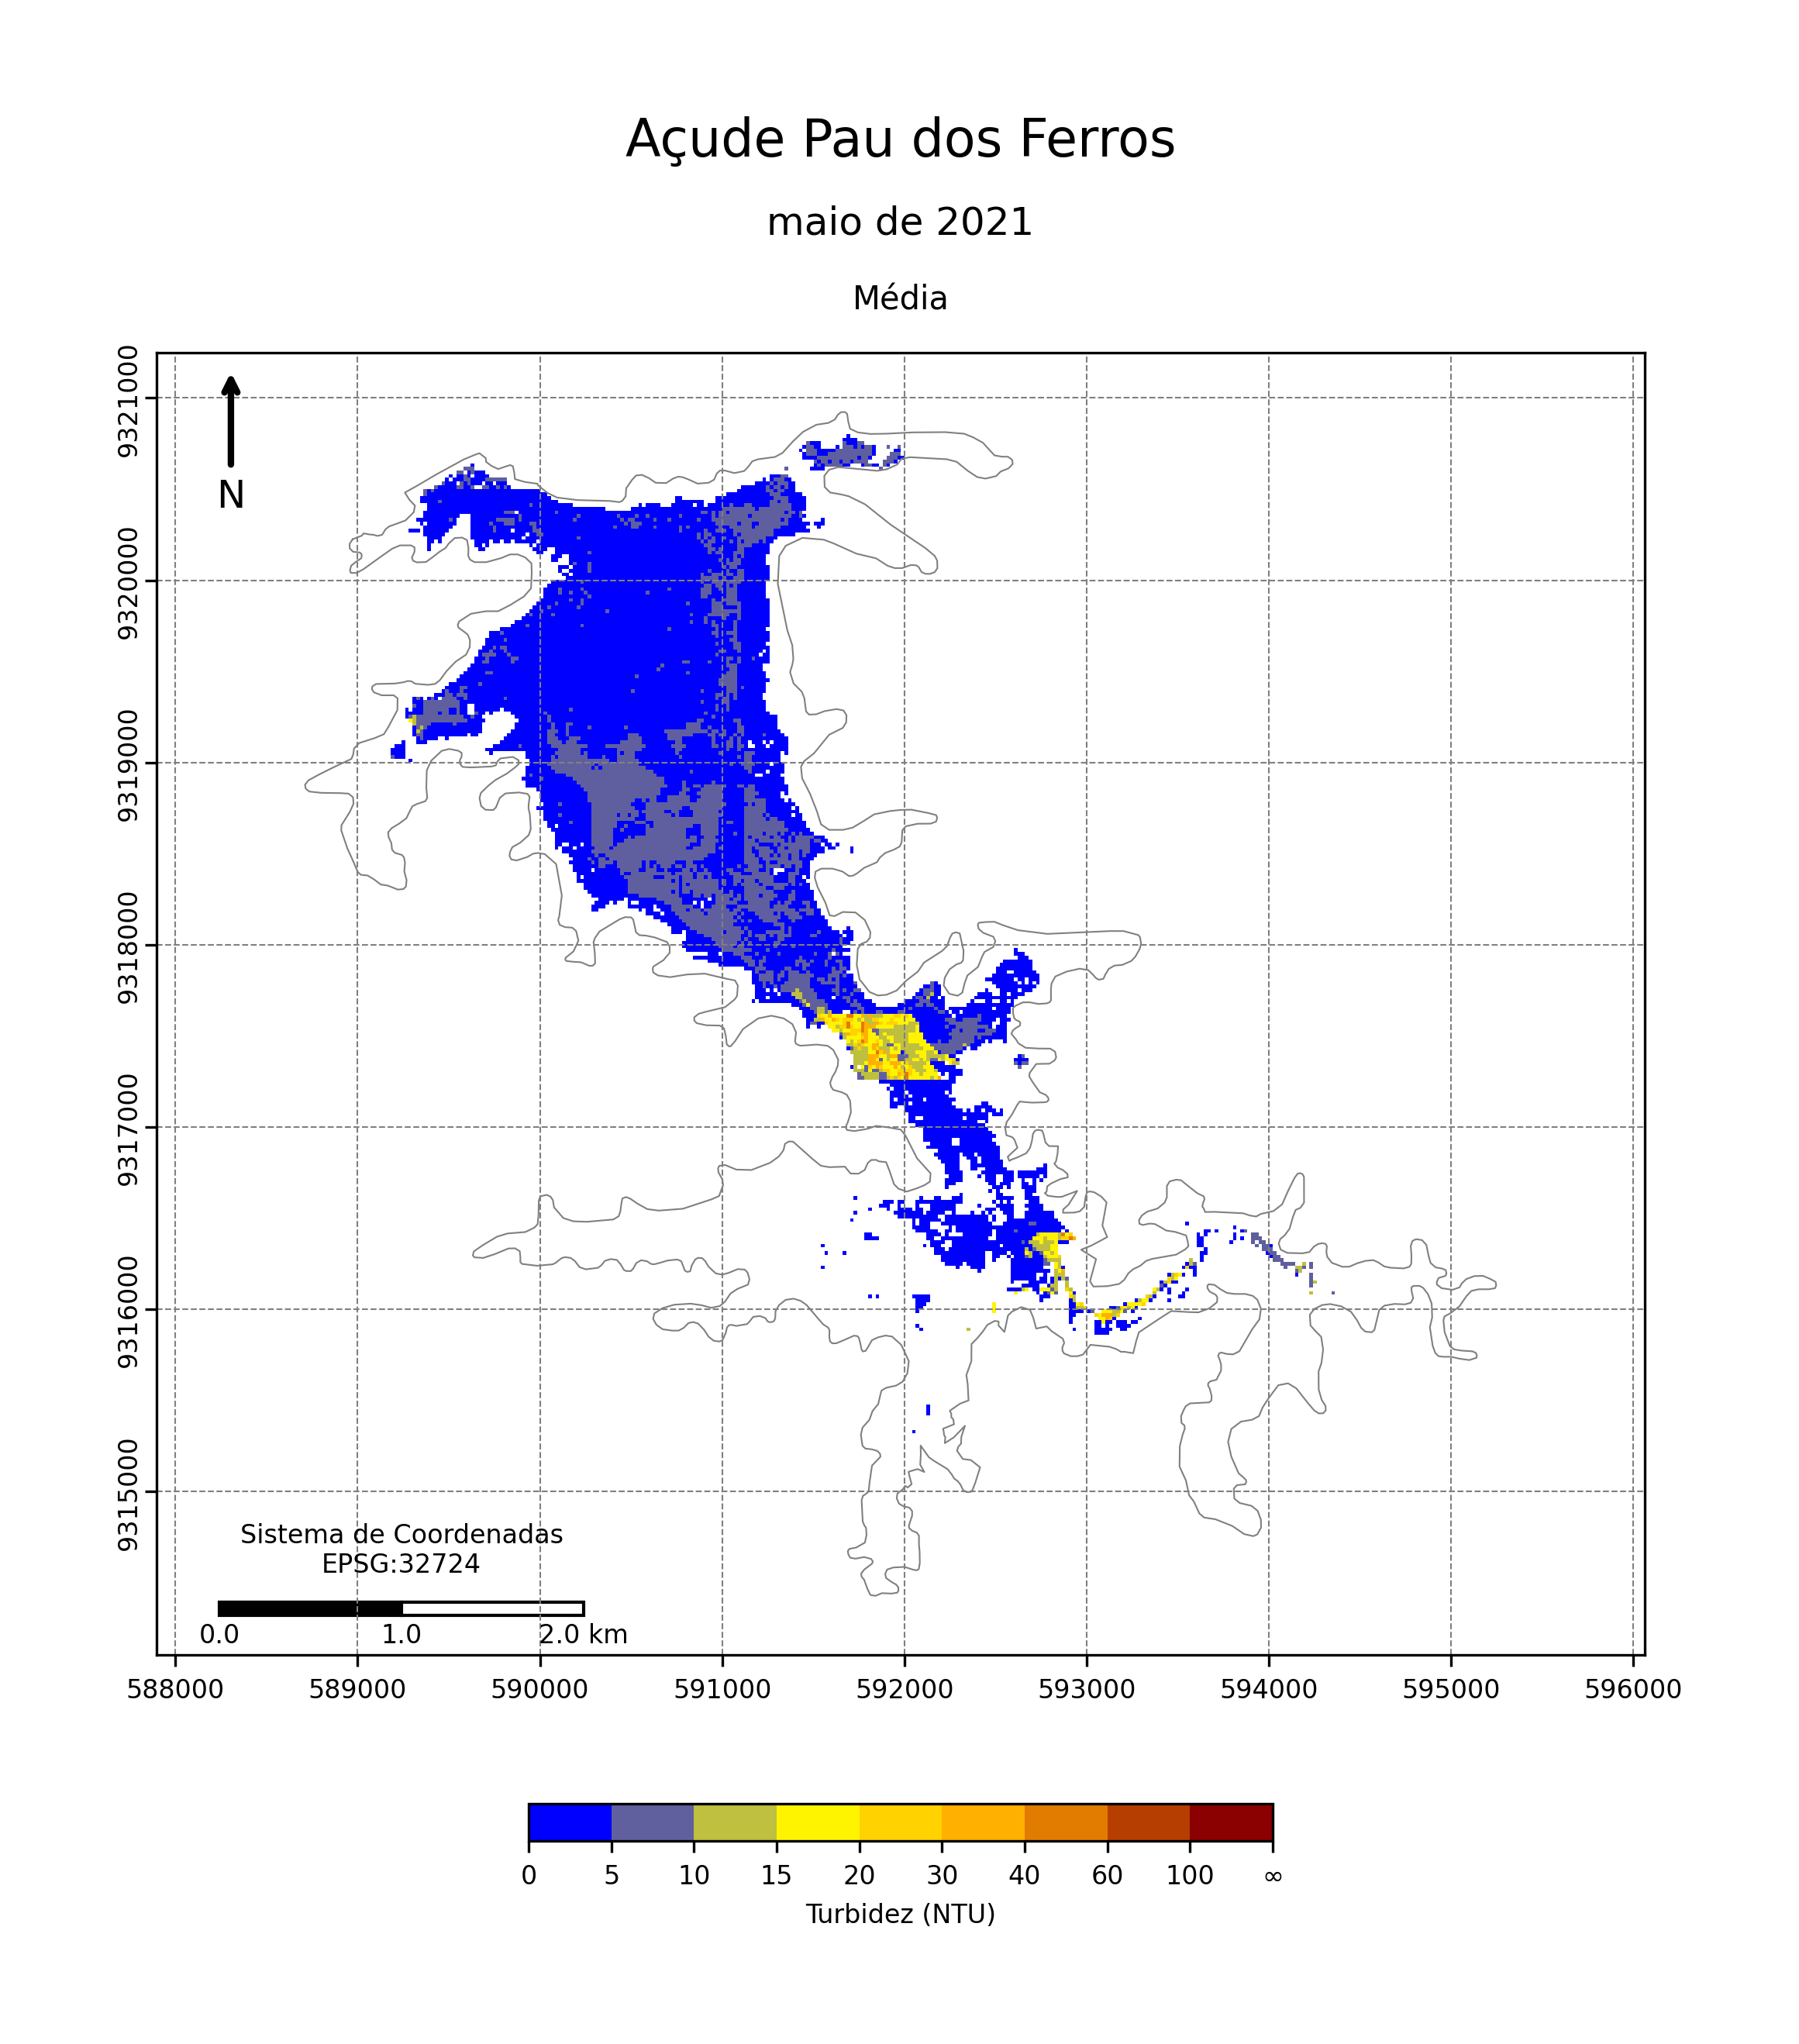 Açude Pau dos Ferros
maio de 2021
Média
9321000
9320000
9319000
9318000
9317000
9316000
9315000
N
Sistema de Coordenadas
EPSG:32724
0.0 1.0 2.0 km
588000 589000 590000 591000 592000 593000 594000 595000 596000
0 5 10 15 20 30 40 60 100 ∞
Turbidez (NTU)